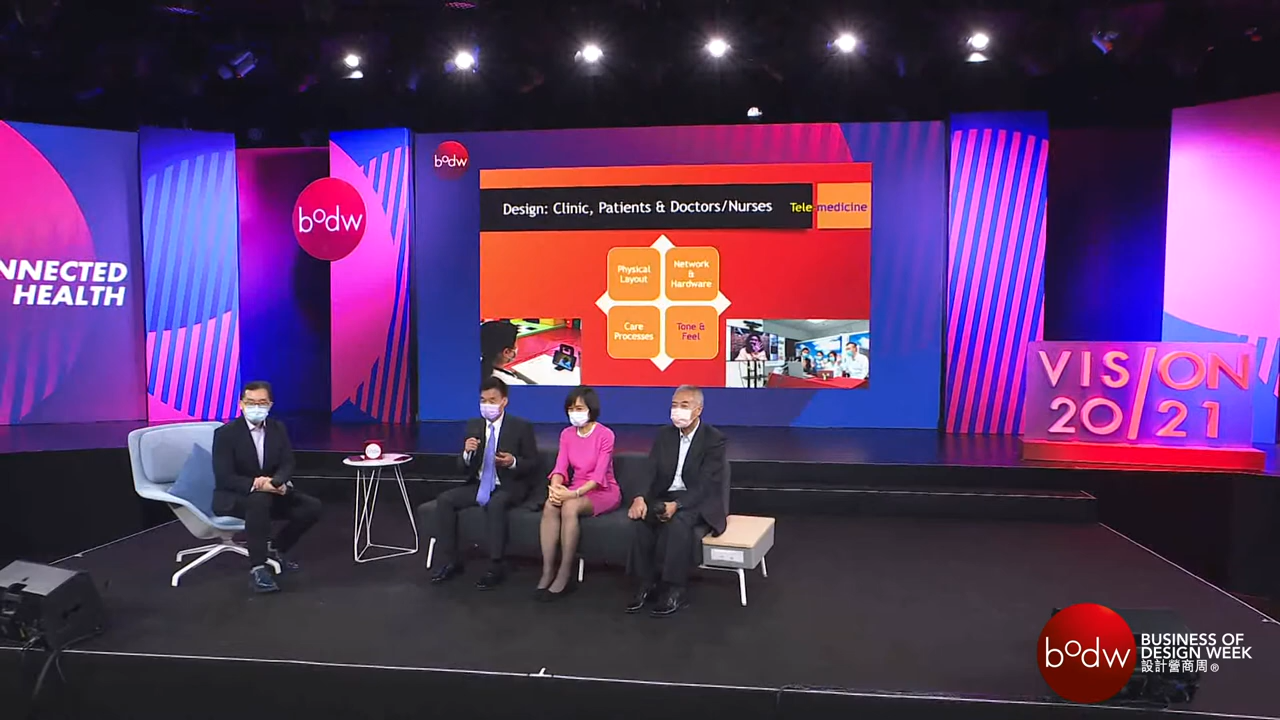 bodw
bodw
NNECTED
HEALTH
Design: Clinic, Patients & Doctors/Nurses
Telemedicine
Physical
Layout
Network
&
Hardware
Care
Processes
Tone &
Feel
VIS/ON
20/21
bodw
BUSINESS OF
DESIGN WEEK
設計營商周®